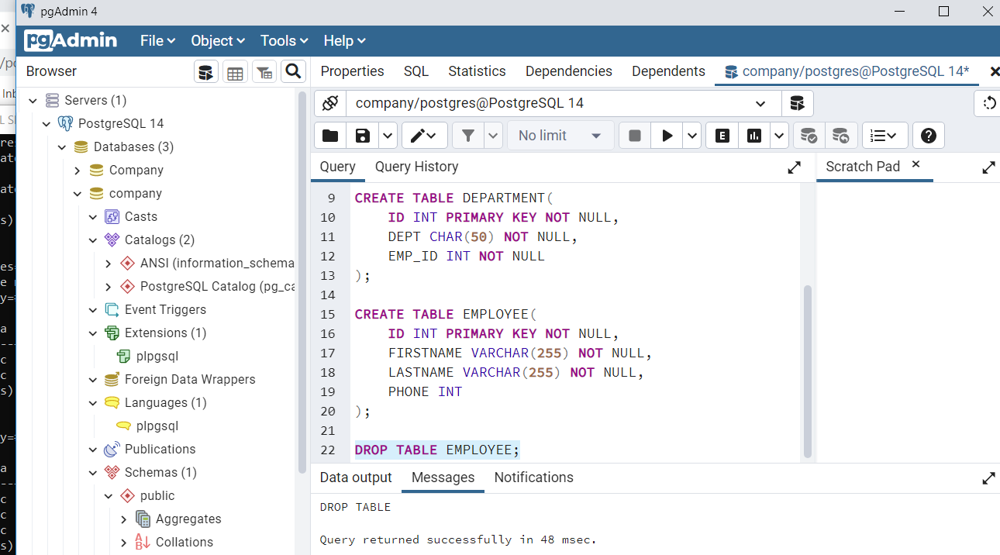 pgAdmin 4
pgAdmin File Object Tools Help
Browser
Properties SQL Statistics Dependencies Dependents company/postgres@PostgreSQL 14*
Servers (1)
PostgreSQL 14
Databases (3)
Company
company
Casts
Catalogs (2)
ANSI (information_schema
PostgreSQL Catalog (pg_ca
Event Triggers
Extensions (1)
plpgsql
Foreign Data Wrappers
Languages (1)
plpgsql
Publications
Schemas (1)
public
Aggregates
Collations
company/postgres@PostgreSQL 14
No limit
E
Query Query History
Scratch Pad
9 CREATE TABLE DEPARTMENT(
10 ID INT PRIMARY KEY NOT NULL,
11 DEPT CHAR(50) NOT NULL,
12 EMP_ID INT NOT NULL
13 );
14
15 CREATE TABLE EMPLOYEE(
16 ID INT PRIMARY KEY NOT NULL,
17 FIRSTNAME VARCHAR(255) NOT NULL,
18 LASTNAME VARCHAR(255) NOT NULL,
19 PHONE INT
20 );
21
22 DROP TABLE EMPLOYEE;
Data output Messages Notifications
DROP TABLE
Query returned successfully in 48 msec.